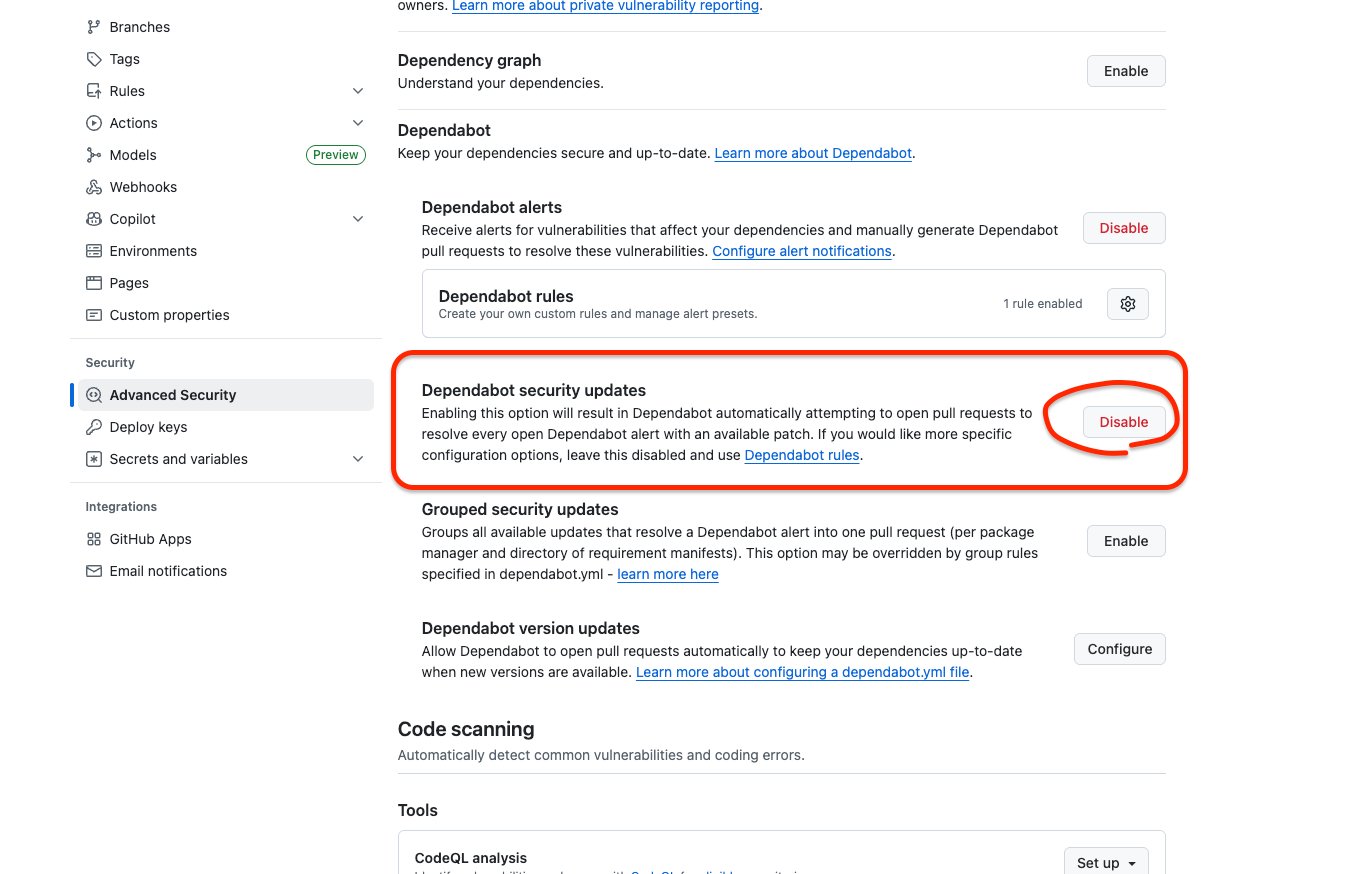 owners. Learn more about private vulnerability reporting.
Branches
Tags
Rules
Actions
Models
Preview
Webhooks
Copilot
Environments
Pages
Custom properties
Security
Advanced Security
Deploy keys
Secrets and variables
Integrations
GitHub Apps
Email notifications
Dependency graph
Understand your dependencies.
Enable
Dependabot
Keep your dependencies secure and up-to-date. Learn more about Dependabot.
Dependabot alerts
Receive alerts for vulnerabilities that affect your dependencies and manually generate Dependabot
pull requests to resolve these vulnerabilities. Configure alert notifications.
Disable
Dependabot rules
Create your own custom rules and manage alert presets.
1 rule enabled
Dependabot security updates
Enabling this option will result in Dependabot automatically attempting to open pull requests to
resolve every open Dependabot alert with an available patch. If you would like more specific
configuration options, leave this disabled and use Dependabot rules.
Disable
Grouped security updates
Groups all available updates that resolve a Dependabot alert into one pull request (per package
manager and directory of requirement manifests). This option may be overridden by group rules
specified in dependabot.yml - learn more here
Enable
Dependabot version updates
Allow Dependabot to open pull requests automatically to keep your dependencies up-to-date
when new versions are available. Learn more about configuring a dependabot.yml file.
Configure
Code scanning
Automatically detect common vulnerabilities and coding errors.
Tools
CodeQL analysis
Set up